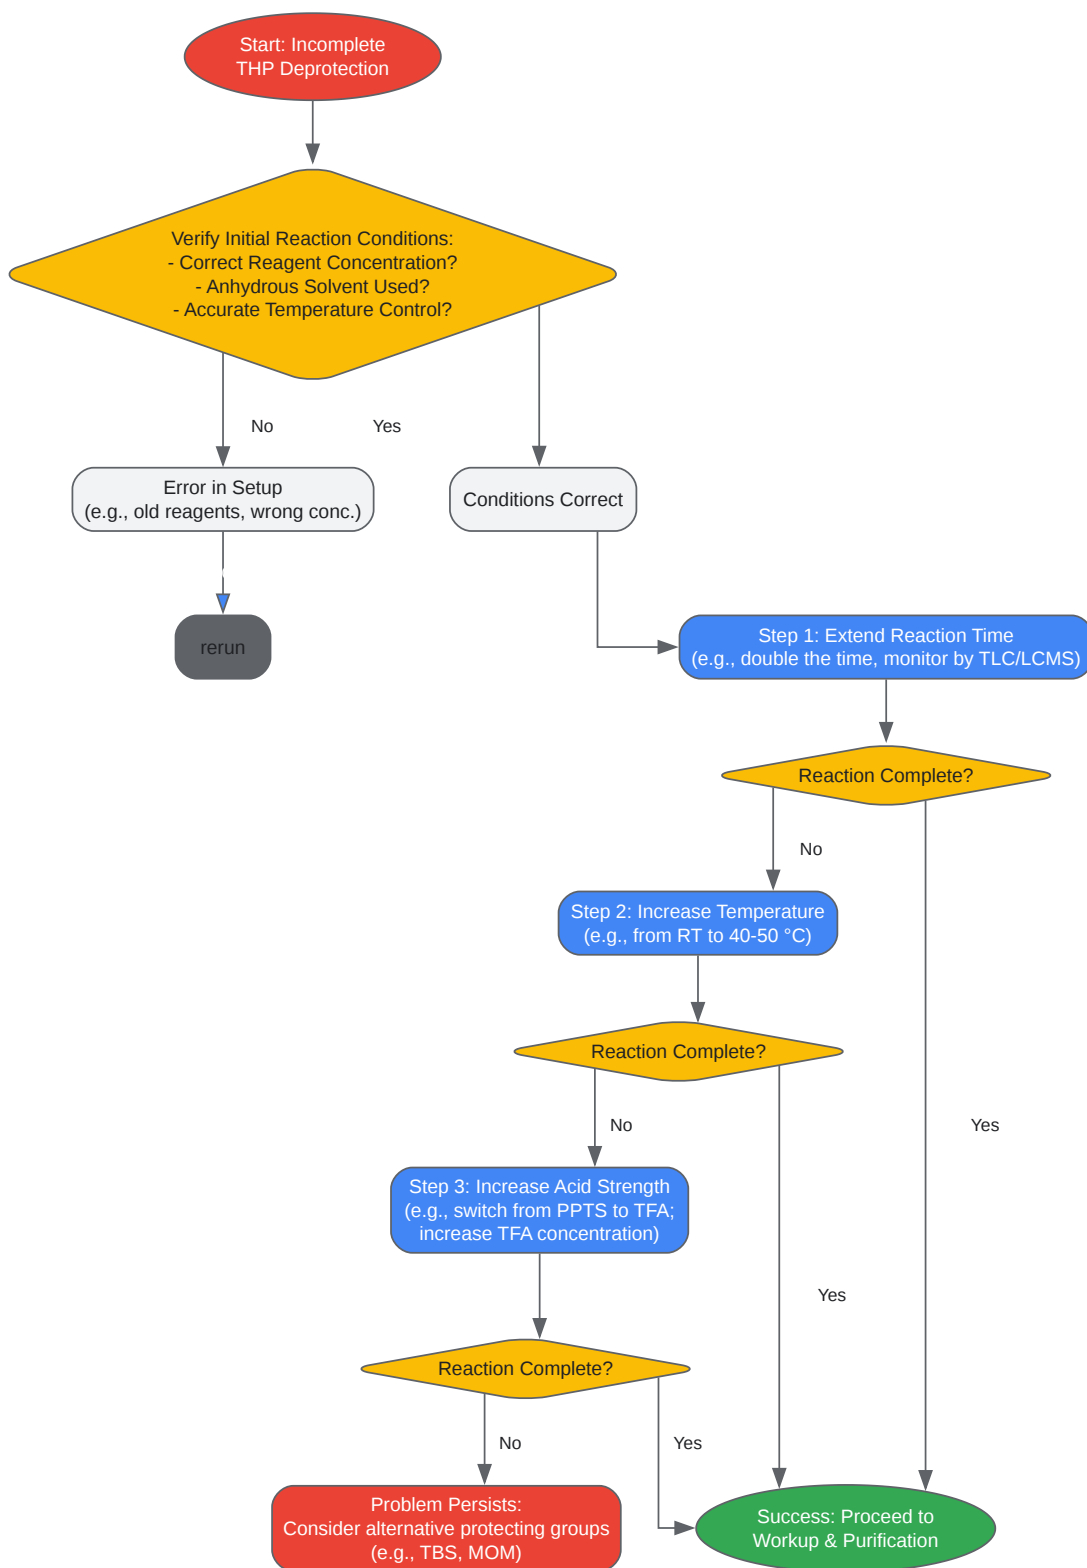 Start: Incomplete
THP Deprotection
Verify Initial Reaction Conditions:
- Correct Reagent Concentration?
- Anhydrous Solvent Used?
- Accurate Temperature Control?
No
Yes
Error in Setup
(e.g., old reagents, wrong conc.)
Conditions Correct
rerun
Step 1: Extend Reaction Time
(e.g., double the time, monitor by TLC/LCMS)
Reaction Complete?
No
Step 2: Increase Temperature
(e.g., from RT to 40-50 °C)
Reaction Complete?
No
Yes
Step 3: Increase Acid Strength
(e.g., switch from PPTS to TFA;
increase TFA concentration)
Yes
Reaction Complete?
No
Yes
Problem Persists:
Consider alternative protecting groups
(e.g., TBS, MOM)
Success: Proceed to
Workup & Purification